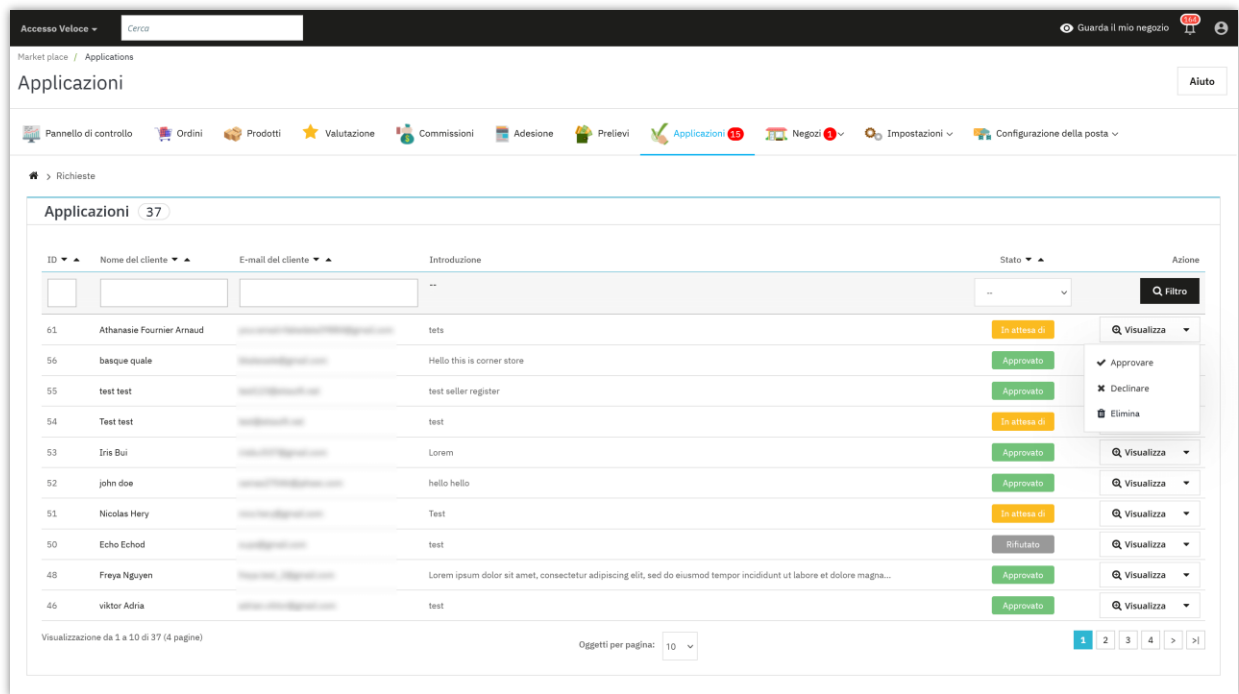 Accesso Veloce Cerca Guarda il mio negozio 164
Market place / Applications
Applicazioni Aiuto
Pannello di controllo Ordini Prodotti Valutazione Commissioni Adesione Prelievi Applicazioni 15 Negozi 1 Impostazioni Configurazione della posta
> Richieste
Applicazioni 37
ID Nome del cliente E-mail del cliente Introduzione Stato Azione
-- -- Filtro
61 Athanasie Fournier Arnaud tets In attesa di Visualizza
56 basque quale Hello this is corner store Approvato Approvare
55 test test test seller register Approvato Declinare
54 Test test test In attesa di Elimina
53 Iris Bui Lorem Approvato Visualizza
52 john doe hello hello Approvato Visualizza
51 Nicolas Hery Test In attesa di Visualizza
50 Echo Echod test Rifiutato Visualizza
48 Freya Nguyen Lorem ipsum dolor sit amet, consectetur adipiscing elit, sed do eiusmod tempor incididunt ut labore et dolore magna... Approvato Visualizza
46 viktor Adria test Approvato Visualizza
Visualizzazione da 1 a 10 di 37 (4 pagine) Oggetti per pagina: 10 1 2 3 4 > >|